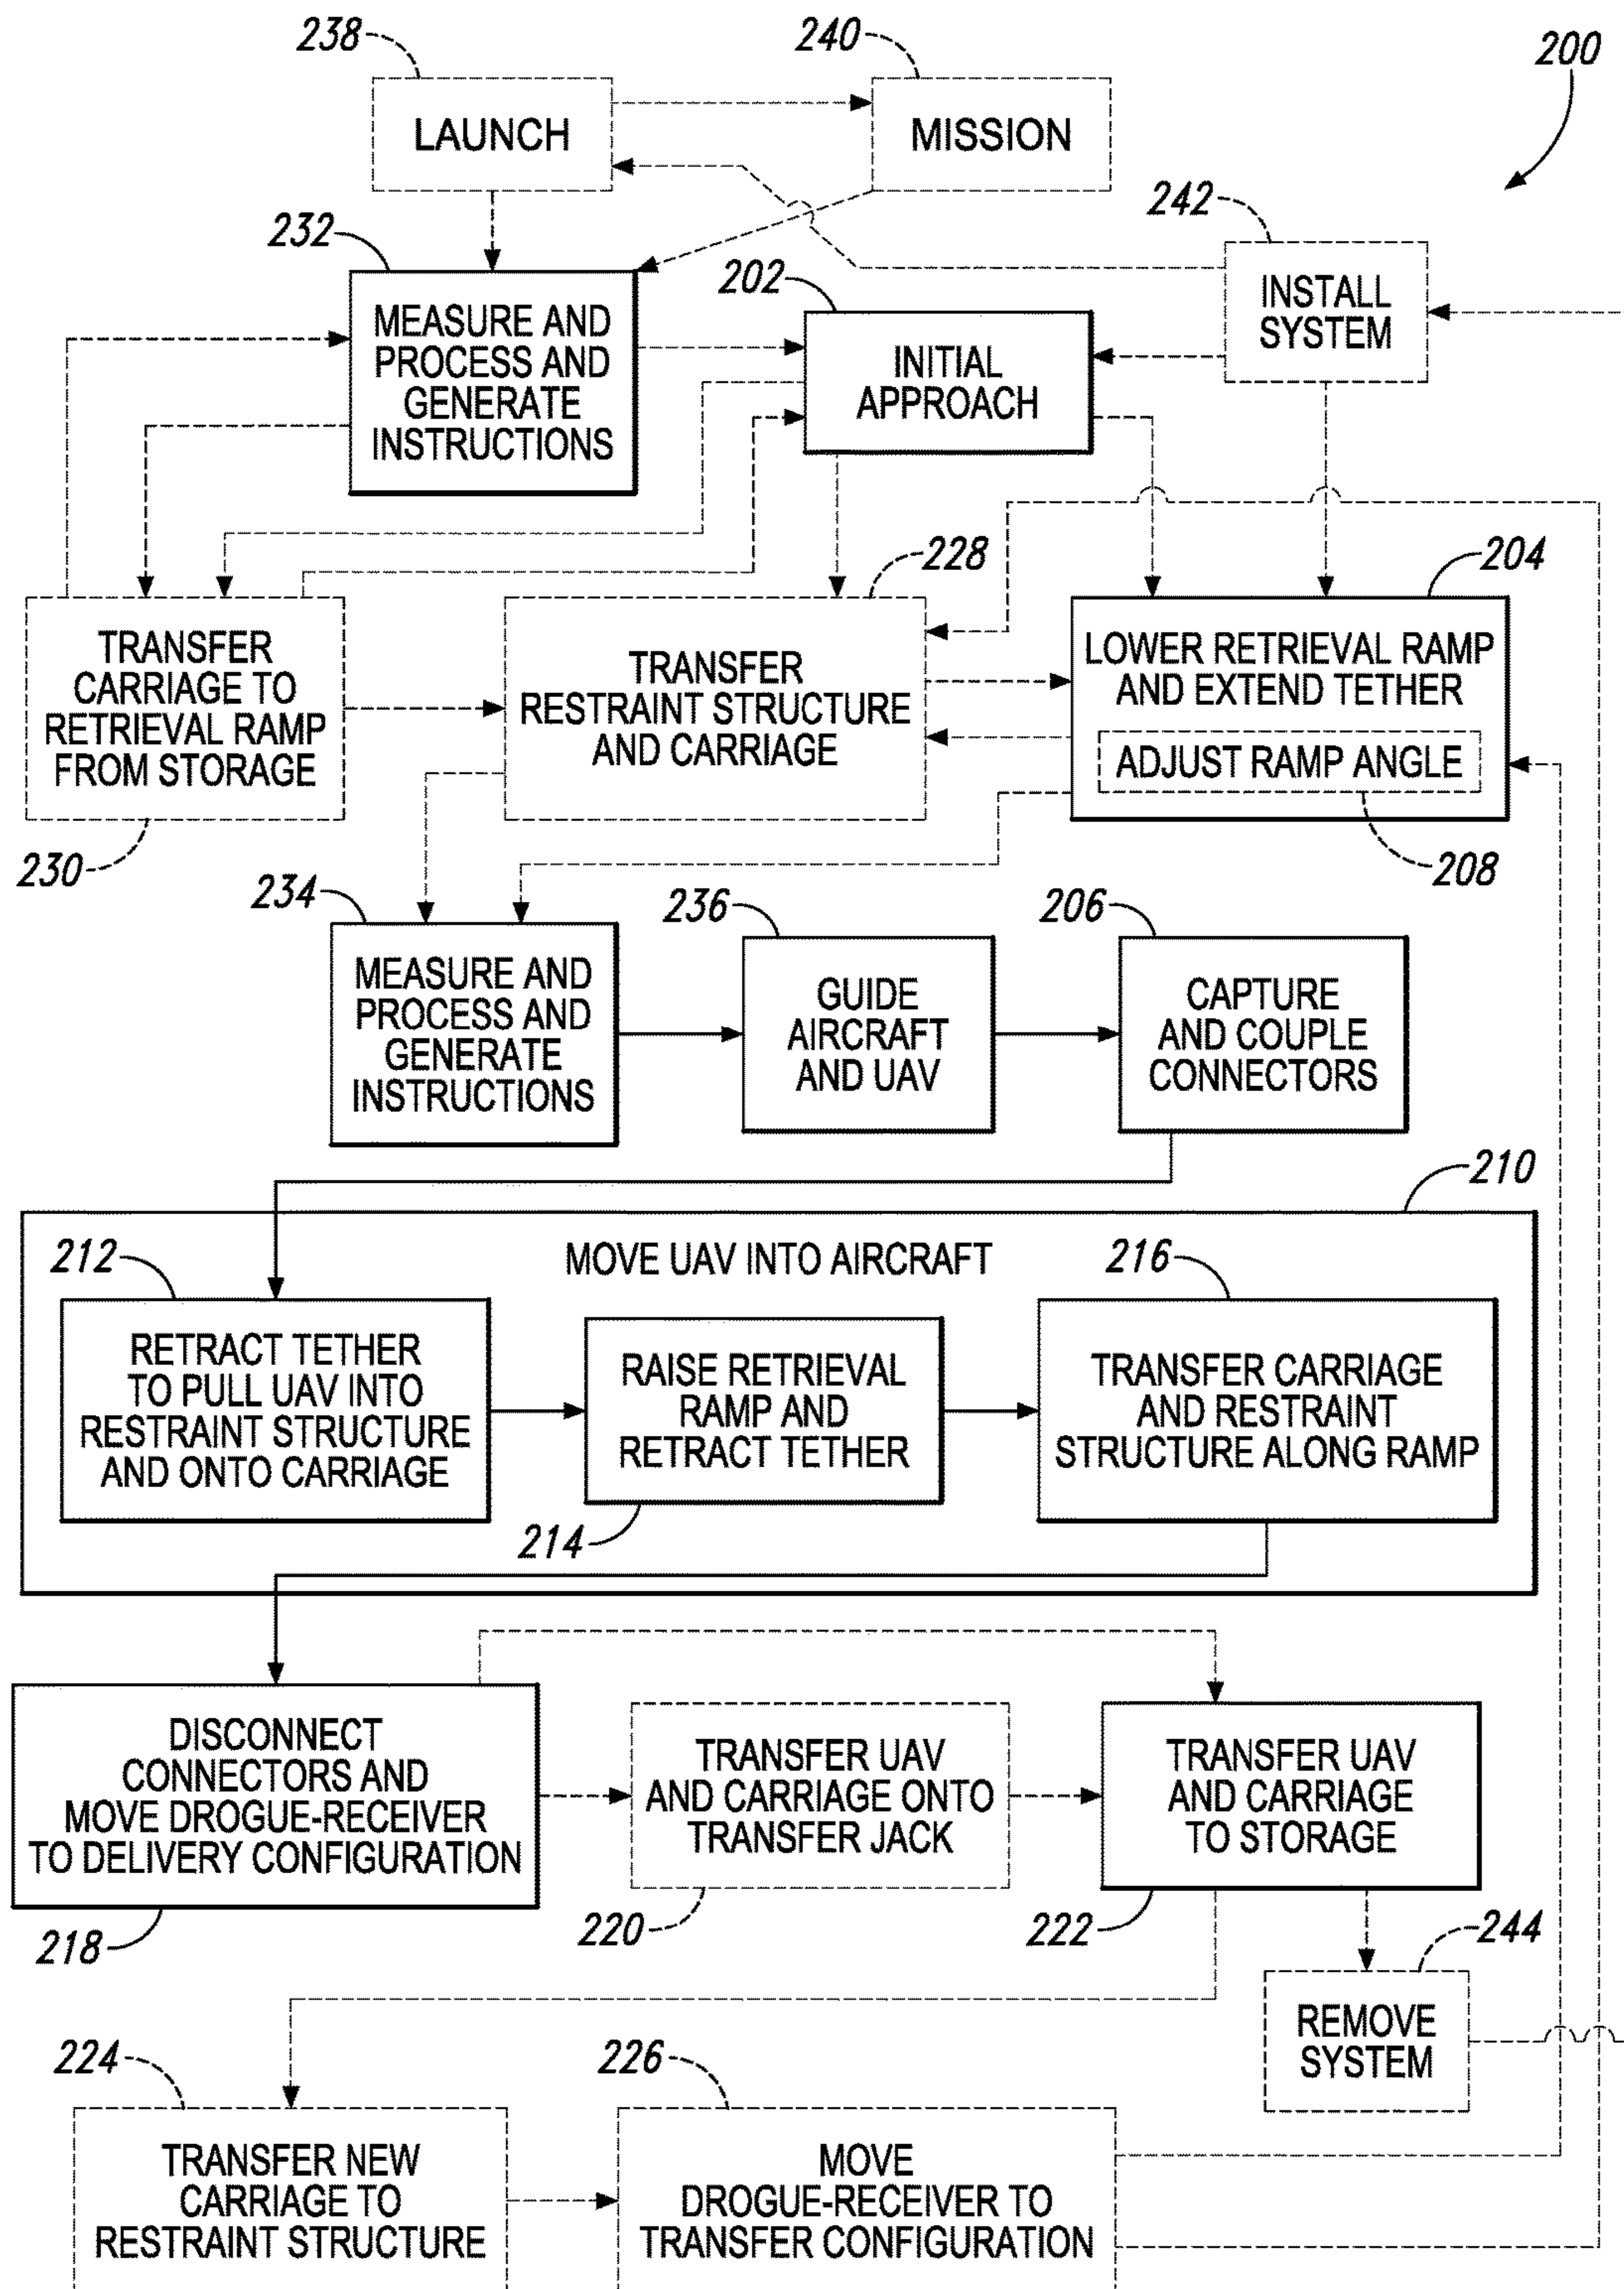 238
240
200
LAUNCH
MISSION
242
232
202
INSTALL
SYSTEM
MEASURE AND
PROCESS AND
GENERATE
INSTRUCTIONS
INITIAL
APPROACH
228
204
TRANSFER
CARRIAGE TO
RETRIEVAL RAMP
FROM STORAGE
TRANSFER
RESTRAINT STRUCTURE
AND CARRIAGE
LOWER RETRIEVAL RAMP
AND EXTEND TETHER
ADJUST RAMP ANGLE
230
208
234
236
206
MEASURE AND
PROCESS AND
GENERATE
INSTRUCTIONS
GUIDE
AIRCRAFT
AND UAV
CAPTURE
AND COUPLE
CONNECTORS
210
MOVE UAV INTO AIRCRAFT
212
216
RETRACT TETHER
TO PULL UAV INTO
RESTRAINT STRUCTURE
AND ONTO CARRIAGE
RAISE RETRIEVAL
RAMP AND
RETRACT TETHER
TRANSFER CARRIAGE
AND RESTRAINT
STRUCTURE ALONG RAMP
214
DISCONNECT
CONNECTORS AND
MOVE DROGUE-RECEIVER
TO DELIVERY CONFIGURATION
TRANSFER UAV
AND CARRIAGE ONTO
TRANSFER JACK
TRANSFER UAV
AND CARRIAGE
TO STORAGE
218
220
222
244
REMOVE
SYSTEM
224
226
TRANSFER NEW
CARRIAGE TO
RESTRAINT STRUCTURE
MOVE
DROGUE-RECEIVER TO
TRANSFER CONFIGURATION